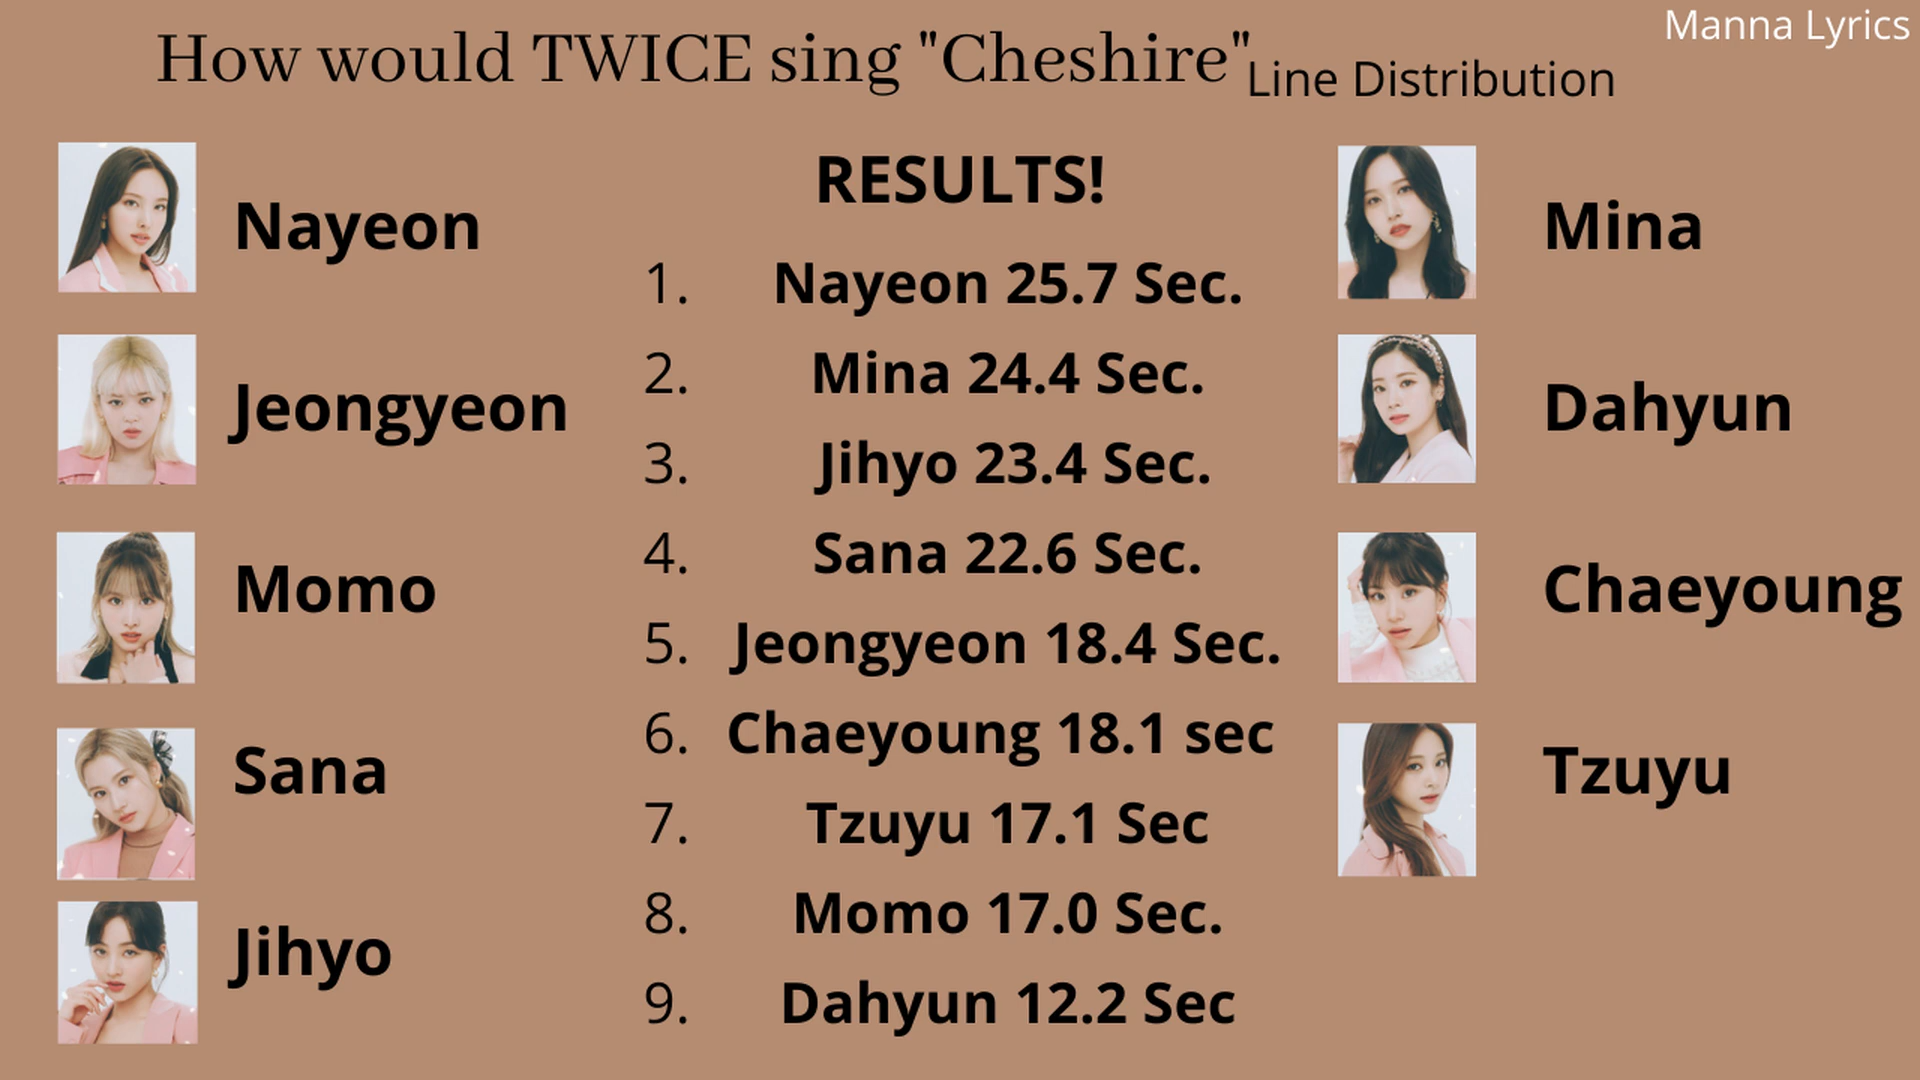 Manna Lyrics
How would TWICE sing "Cheshire" Line Distribution
Nayeon
Jeongyeon
Momo
Sana
Jihyo
RESULTS!
1. Nayeon 25.7 Sec.
2. Mina 24.4 Sec.
3. Jihyo 23.4 Sec.
4. Sana 22.6 Sec.
5. Jeongyeon 18.4 Sec.
6. Chaeyoung 18.1 sec
7. Tzuyu 17.1 Sec
8. Momo 17.0 Sec.
9. Dahyun 12.2 Sec
Mina
Dahyun
Chaeyoung
Tzuyu